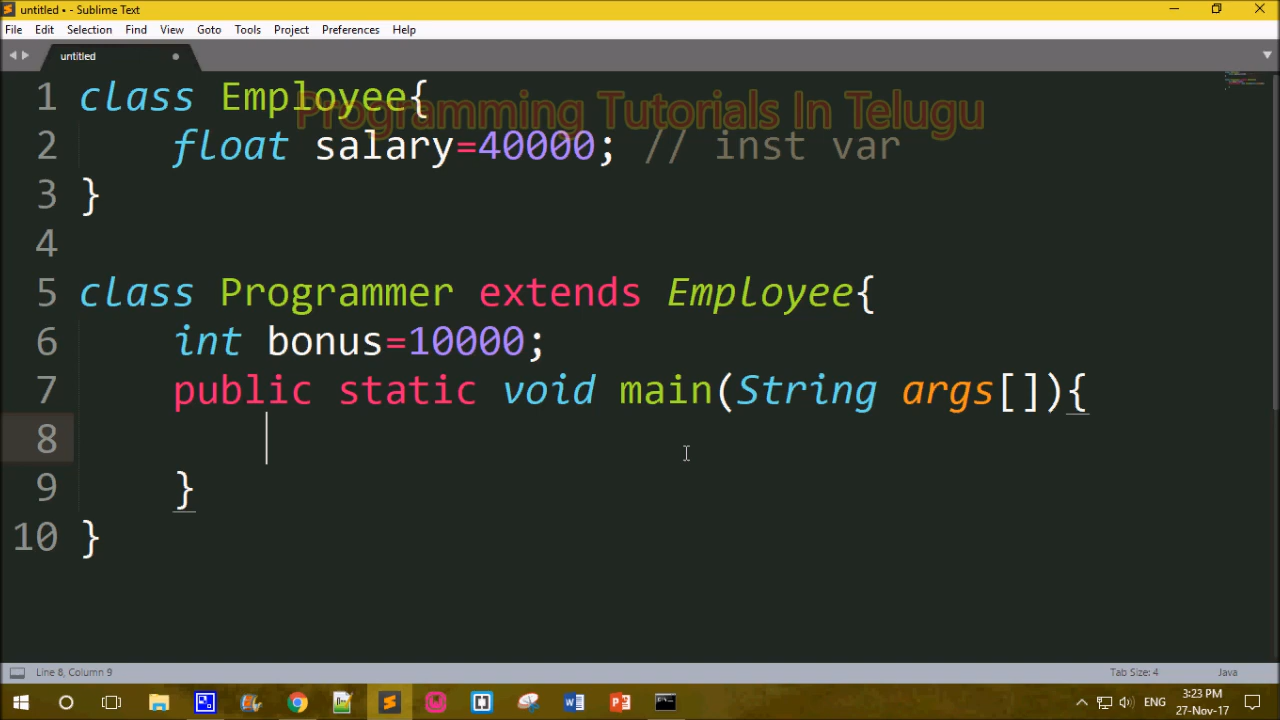 untitled • - Sublime Text
File Edit Selection Find View Goto Tools Project Preferences Help
untitled
Programming Tutorials In Telugu
1 class Employee{
2 float salary=40000; // inst var
3 }
4
5 class Programmer extends Employee{
6 int bonus=10000;
7 public static void main(String args[]){
8
9 }
10 }
Line 8, Column 9 Tab Size: 4 Java
ENG 3:23 PM
27-Nov-17